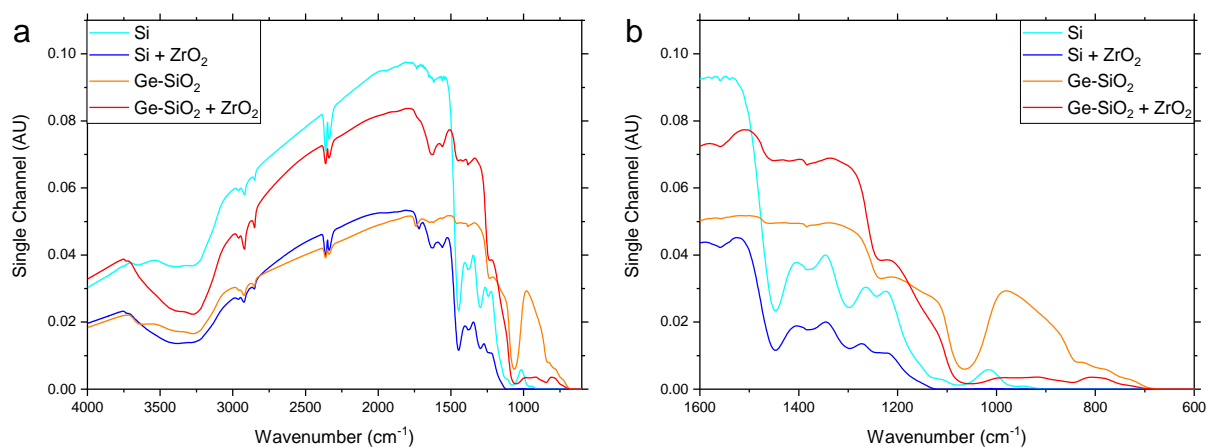 a
Si
Si + ZrO₂
Ge-SiO₂
Ge-SiO₂ + ZrO₂
0.10
0.08
0.06
0.04
0.02
0.00
Single Channel (AU)
4000 3500 3000 2500 2000 1500 1000
Wavenumber (cm⁻¹)
b
Si
Si + ZrO₂
Ge-SiO₂
Ge-SiO₂ + ZrO₂
0.10
0.08
0.06
0.04
0.02
0.00
Single Channel (AU)
1600 1400 1200 1000 800 600
Wavenumber (cm⁻¹)